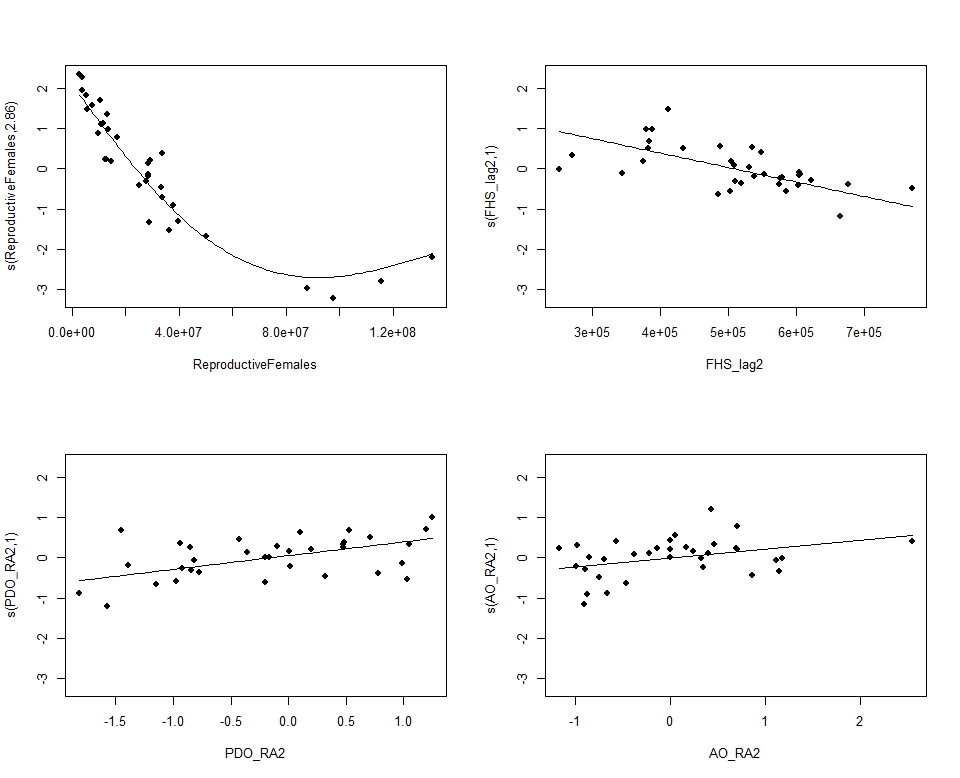 s(ReproductiveFemales,2.86)
2
1
0
-1
-2
-3
0.0e+00 4.0e+07 8.0e+07 1.2e+08
ReproductiveFemales
s(FHS_lag2,1)
2
1
0
-1
-2
-3
3e+05 4e+05 5e+05 6e+05 7e+05
FHS_lag2
s(PDO_RA2,1)
2
1
0
-1
-2
-3
-1.5 -1.0 -0.5 0.0 0.5 1.0
PDO_RA2
s(AO_RA2,1)
2
1
0
-1
-2
-3
-1 0 1 2
AO_RA2